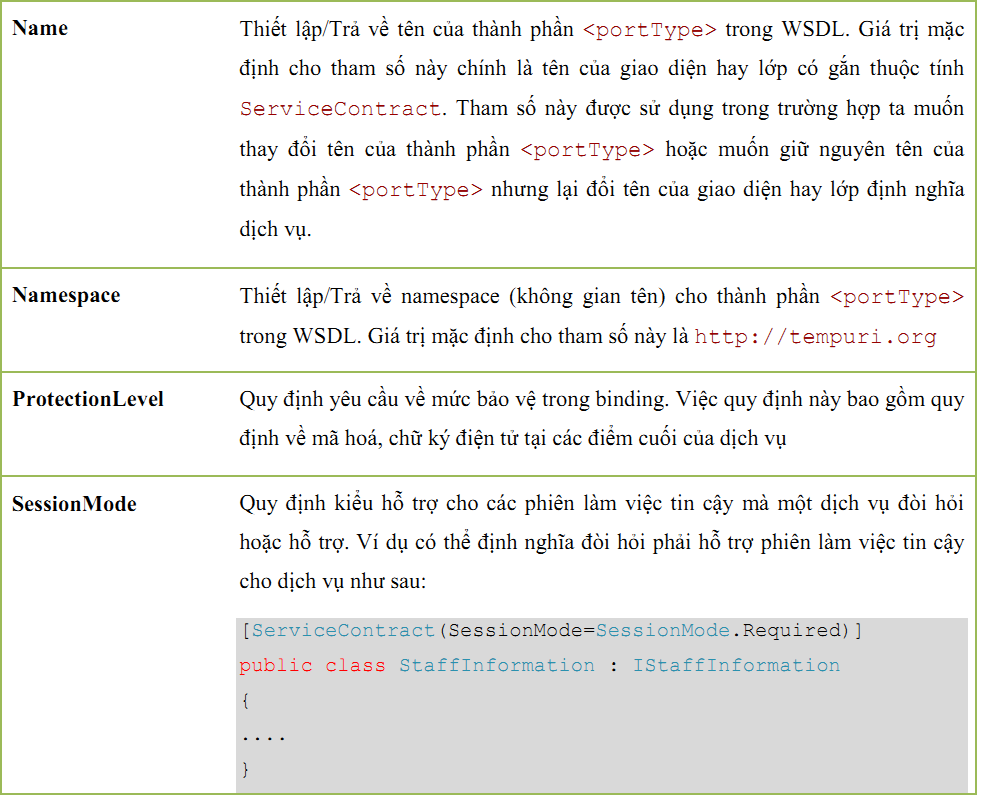 Name
Thiết lập/Trả về tên của thành phần <portType> trong WSDL. Giá trị mặc
định cho tham số này chính là tên của giao diện hay lớp có gắn thuộc tính
ServiceContract. Tham số này được sử dụng trong trường hợp ta muốn
thay đổi tên của thành phần <portType> hoặc muốn giữ nguyên tên của
thành phần <portType> nhưng lại đổi tên của giao diện hay lớp định nghĩa
dịch vụ.
Namespace
Thiết lập/Trả về namespace (không gian tên) cho thành phần <portType>
trong WSDL. Giá trị mặc định cho tham số này là http://tempuri.org
ProtectionLevel
Quy định yêu cầu về mức bảo vệ trong binding. Việc quy định này bao gồm quy
định về mã hoá, chữ ký điện tử tại các điểm cuối của dịch vụ
SessionMode
Quy định kiểu hỗ trợ cho các phiên làm việc tin cậy mà một dịch vụ đòi hỏi
hoặc hỗ trợ. Ví dụ có thể định nghĩa đòi hỏi phải hỗ trợ phiên làm việc tin cậy
cho dịch vụ như sau:
[ServiceContract(SessionMode=SessionMode.Required)]
public class StaffInformation : IStaffInformation
{
....
}